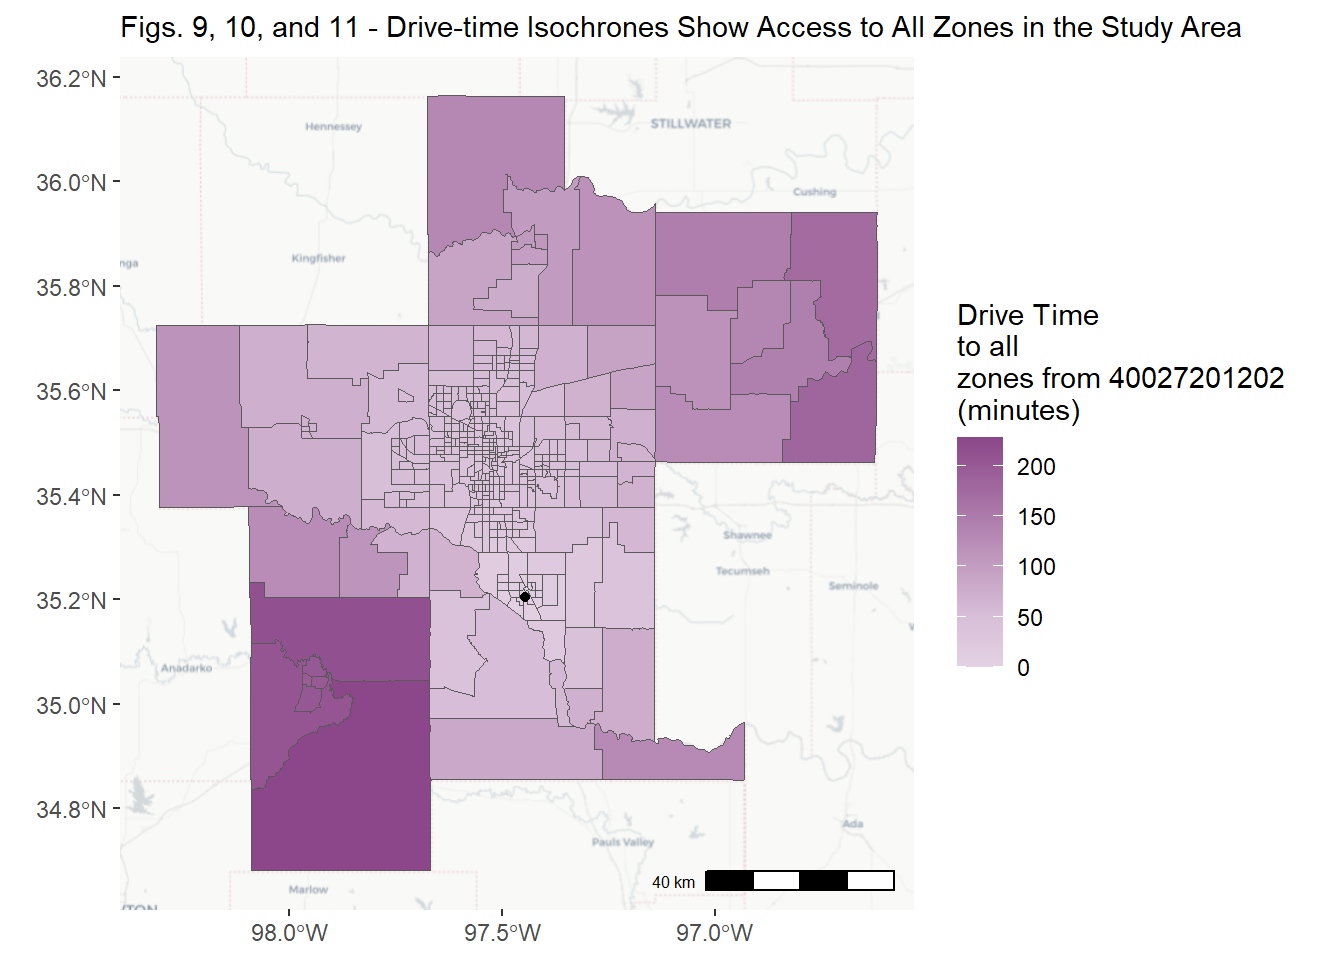 Figs. 9, 10, and 11 - Drive-time Isochrones Show Access to All Zones in the Study Area
36.2°N
36.0°N
35.8°N
35.6°N
35.4°N
35.2°N
35.0°N
34.8°N
Hennessey
STILLWATER
Cushing
Kingfisher
nga
Shawnee
Tecumseh
Seminole
Anadarko
Ada
Pauls Valley
Marlow
40 km
98.0°W
97.5°W
97.0°W
Drive Time
to all
zones from 40027201202
(minutes)
200
150
100
50
0